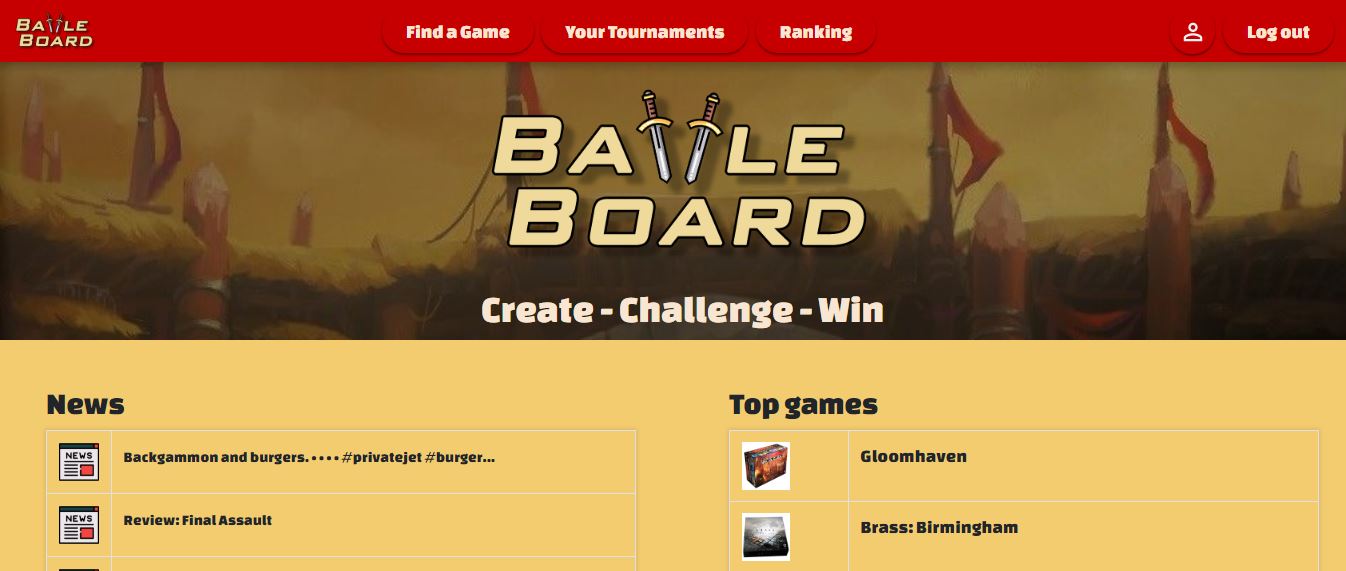 BATTLE
BOARD
Find a Game
Your Tournaments
Ranking
Log out
BATTLE
BOARD
Create - Challenge - Win
News
NEWS
Backgammon and burgers. • • • • #privatejet #burger...
NEWS
Review: Final Assault
Top games
Gloomhaven
Brass: Birmingham